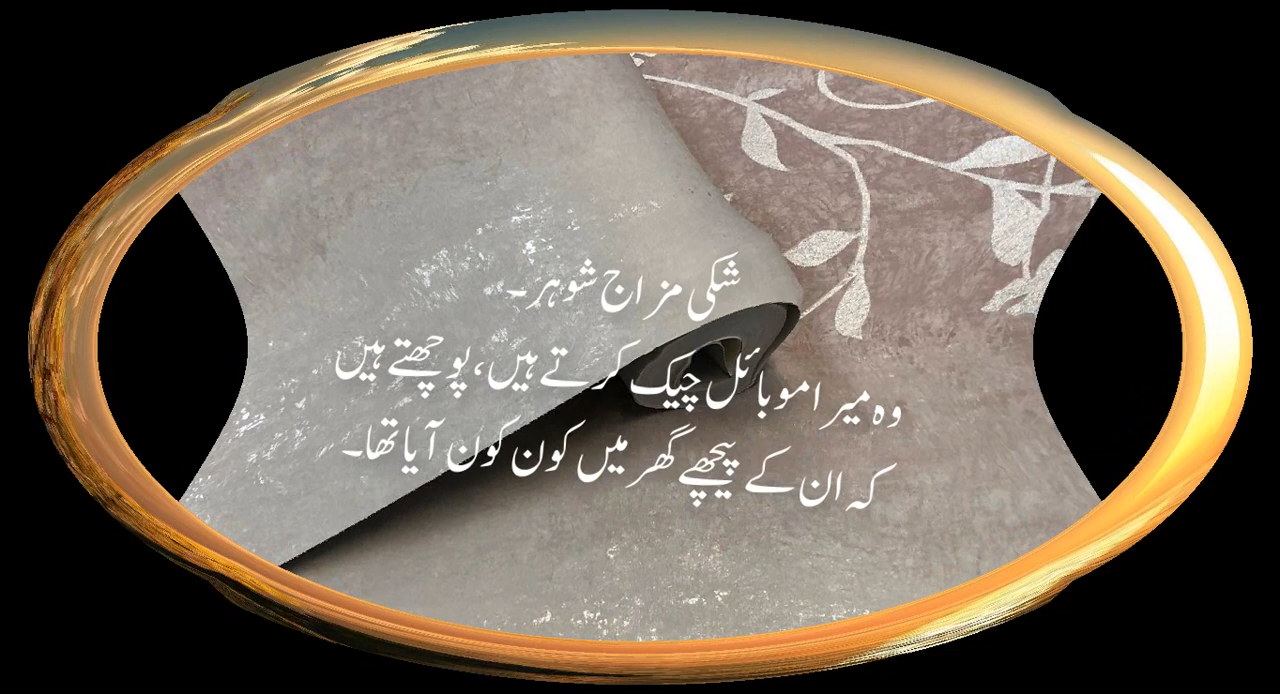 شکی مزاج شوہر۔
وہ میرا موبائل چیک کرتے ہیں، پوچھتے ہیں
کہ ان کے پیچھے گھر میں کون کون آیا تھا۔